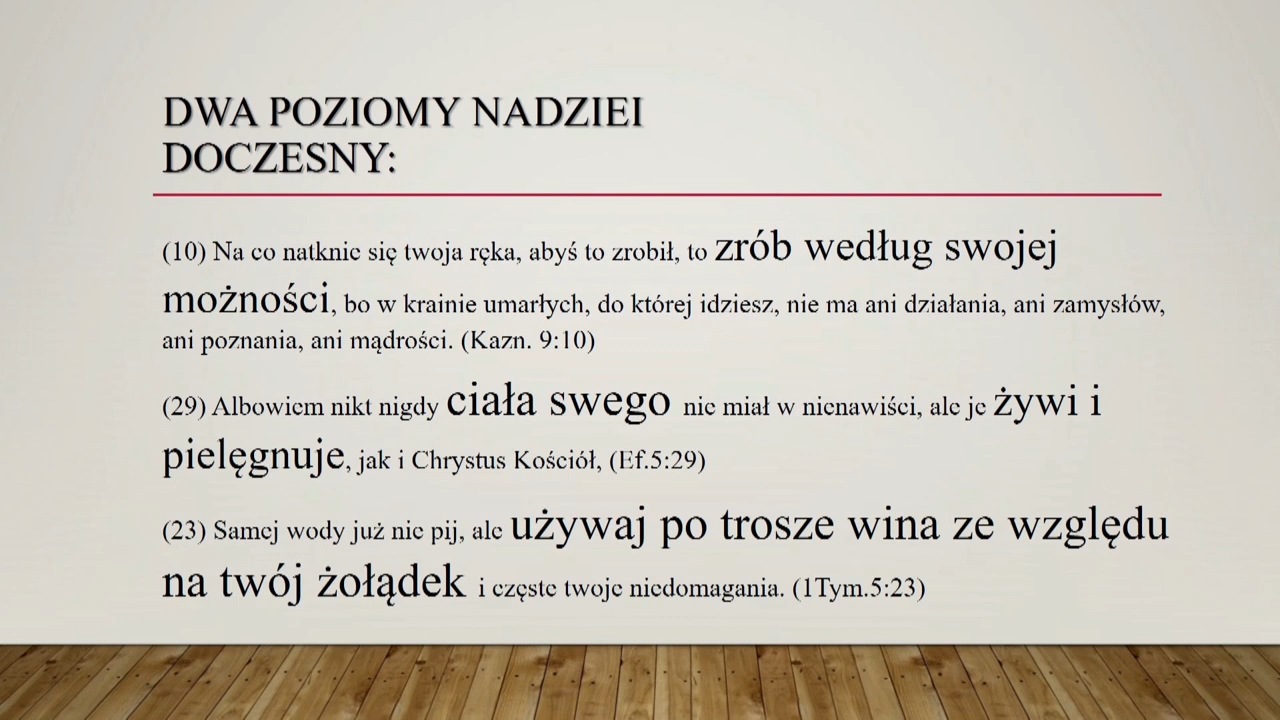 DWA POZIOMY NADZIEI
DOCZESNY:
(10) Na co natknie się twoja ręka, abyś to zrobił, to zrób według swojej
możności, bo w krainie umarłych, do której idziesz, nie ma ani działania, ani zamysłów,
ani poznania, ani mądrości. (Kazn. 9:10)
(29) Albowiem nikt nigdy ciała swego nie miał w nienawiści, ale je żywi i
pielęgnuje, jak i Chrystus Kościół, (Ef.5:29)
(23) Samej wody już nie pij, ale używaj po trosze wina ze względu
na twój żołądek i częste twoje niedomagania. (1Tym.5:23)